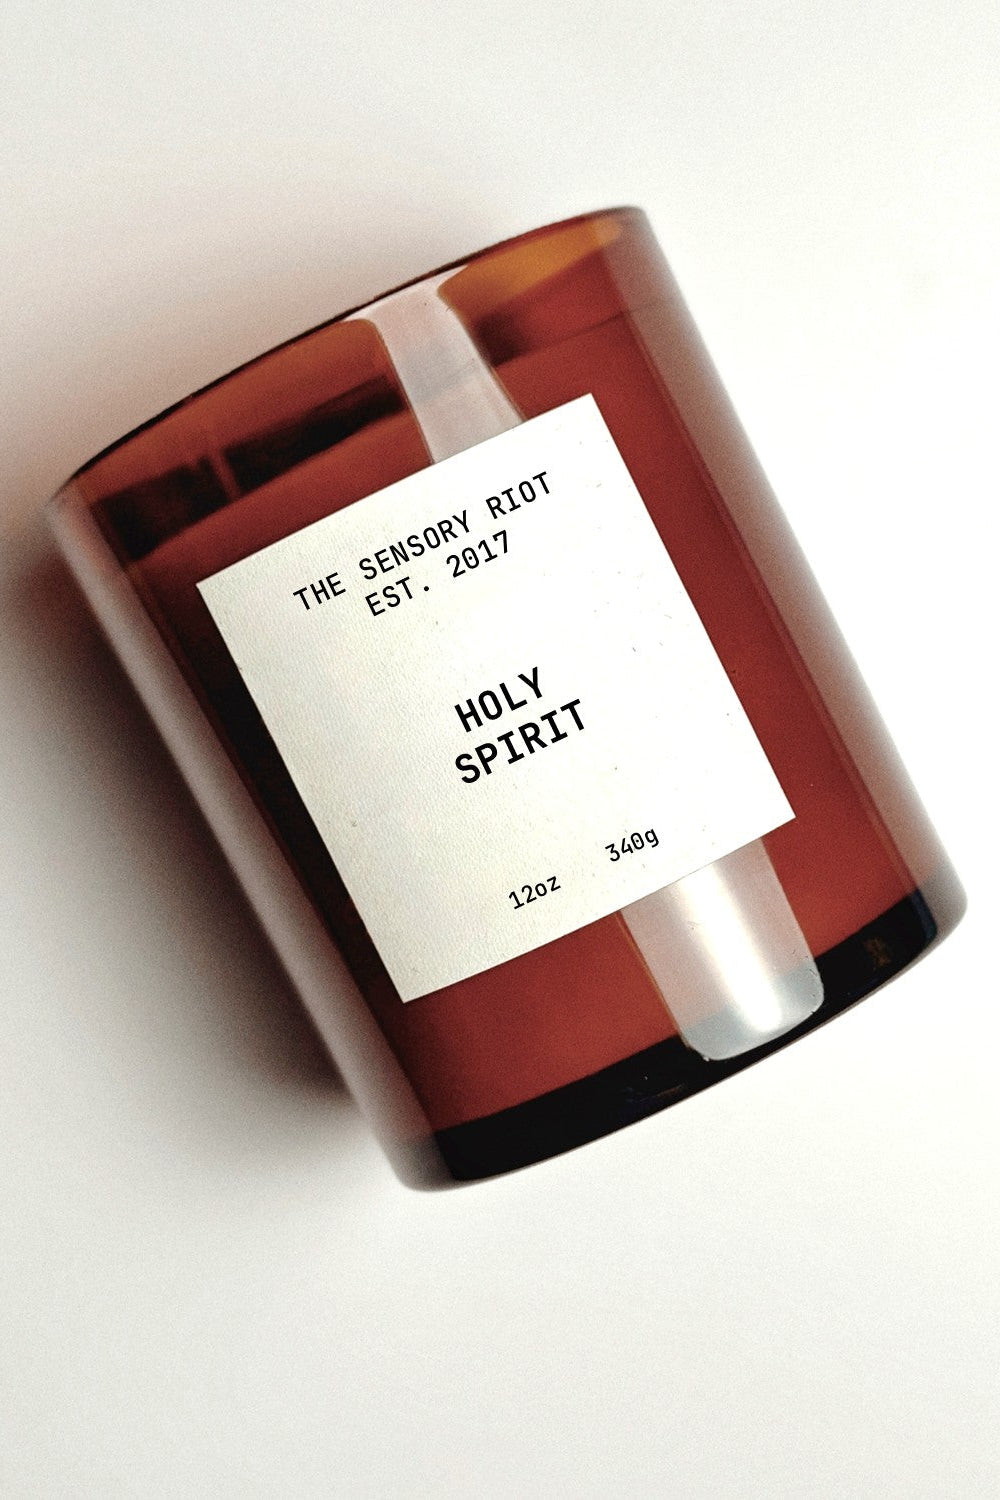 THE SENSORY RIOT
EST. 2017
HOLY
SPIRIT
12oz 340g